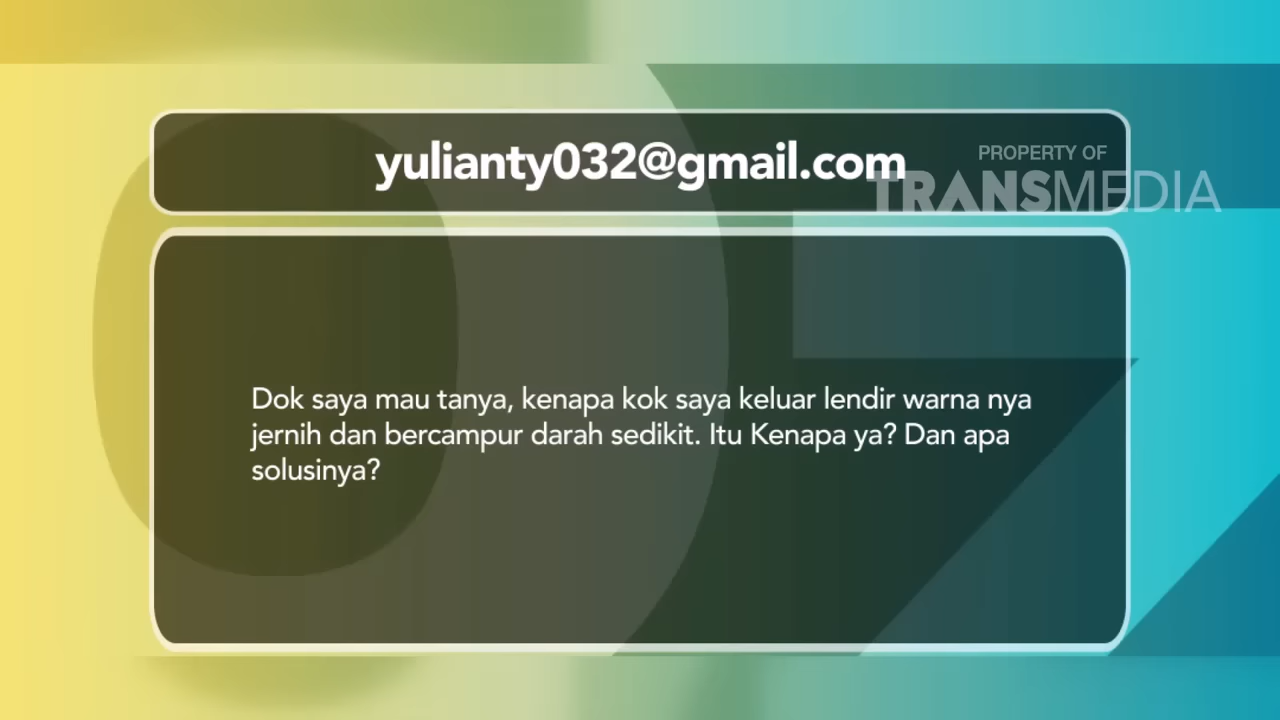 yulianty032@gmail.com
PROPERTY OF
TRANSMEDIA
Dok saya mau tanya, kenapa kok saya keluar lendir warna nya
jernih dan bercampur darah sedikit. Itu Kenapa ya? Dan apa
solusinya?